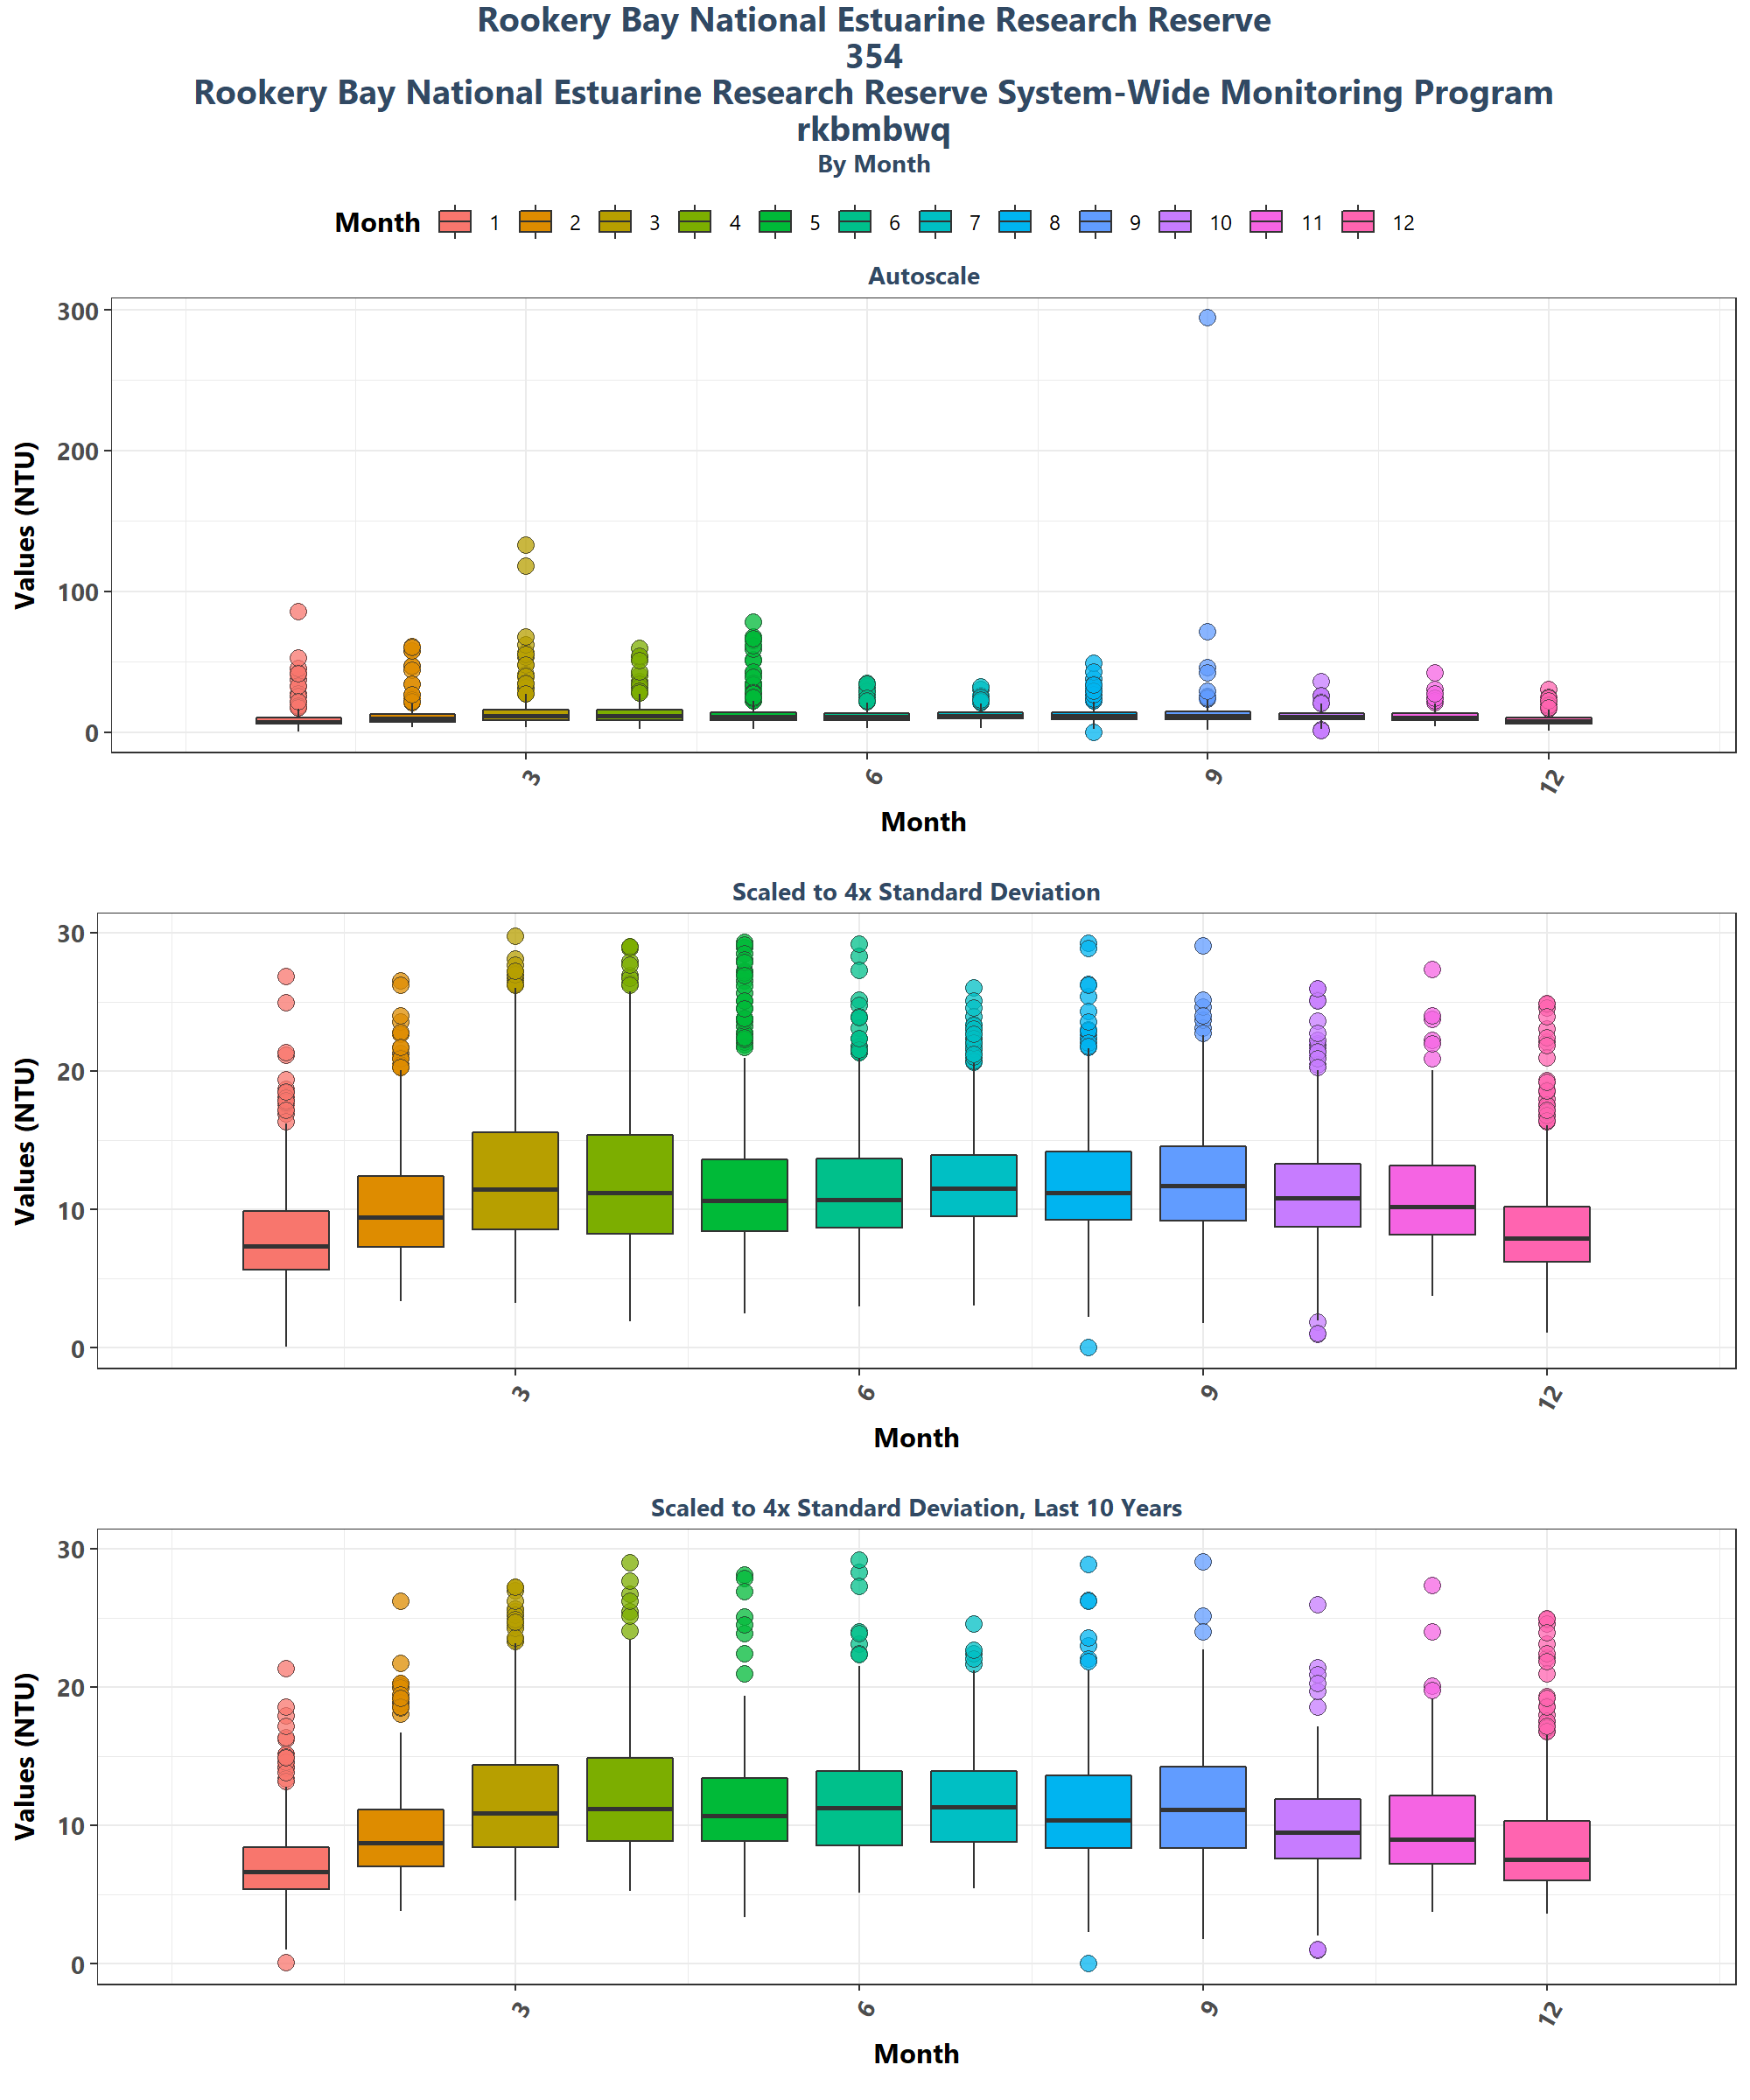 Rookery Bay National Estuarine Research Reserve
354
Rookery Bay National Estuarine Research Reserve System-Wide Monitoring Program
rkbmbwq
By Month
Month 1 2 3 4 5 6 7 8 9 10 11 12
Autoscale
Values (NTU)
300
200
100
0
3 6 9 12
Month
Scaled to 4x Standard Deviation
Values (NTU)
30
20
10
0
3 6 9 12
Month
Scaled to 4x Standard Deviation, Last 10 Years
Values (NTU)
30
20
10
0
3 6 9 12
Month